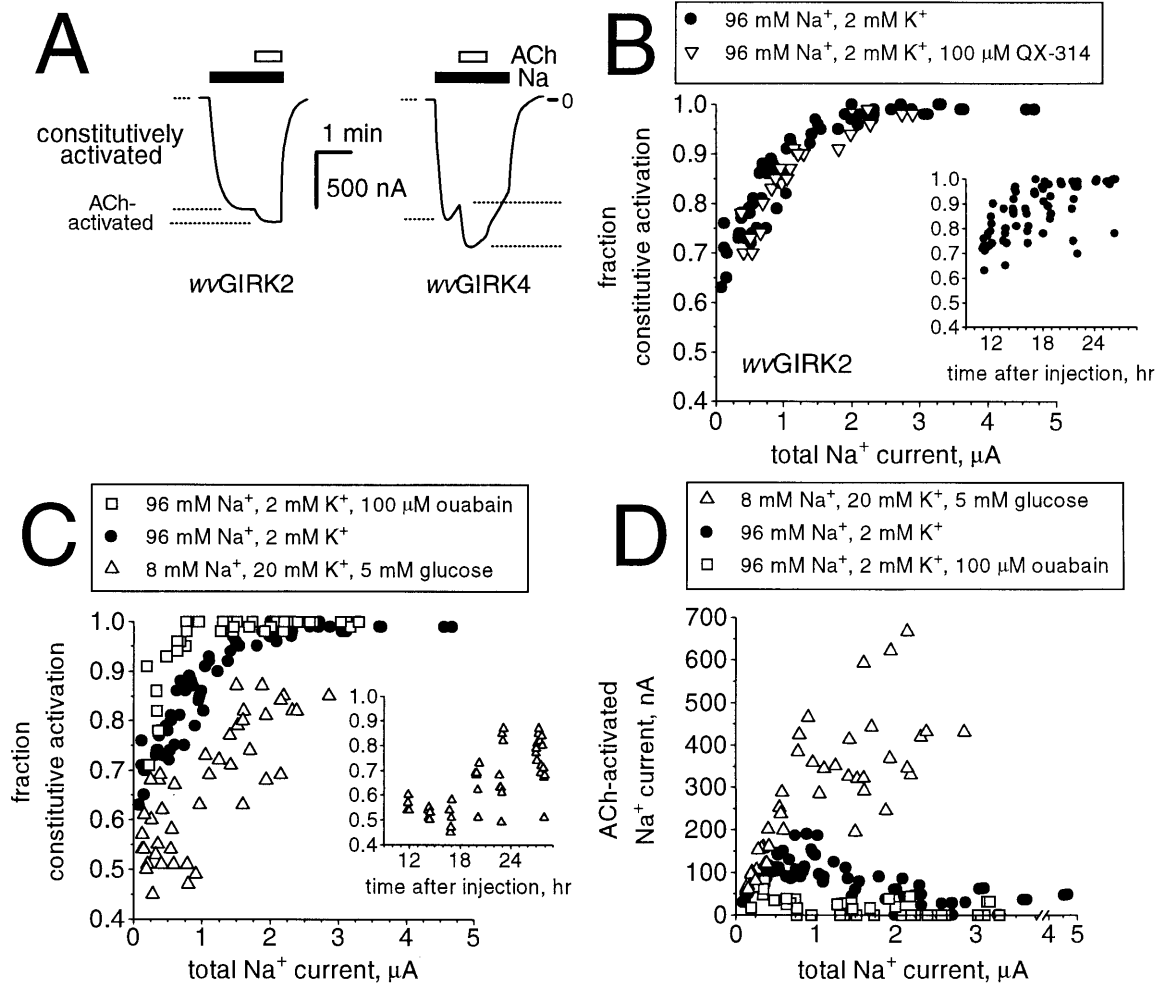 A
ACh
Na
0
constitutively
activated
1 min
500 nA
ACh-
activated
wvGIRK2
wvGIRK4
B
96 mM Na+, 2 mM K+
96 mM Na+, 2 mM K+, 100 µM QX-314
fraction
constitutive activation
1.0
0.9
0.8
0.7
0.6
0.5
0.4
0 1 2 3 4 5
total Na+ current, µA
wvGIRK2
1.0
0.9
0.8
0.7
0.6
0.5
0.4
12 18 24
time after injection, hr
C
96 mM Na+, 2 mM K+, 100 µM ouabain
96 mM Na+, 2 mM K+
8 mM Na+, 20 mM K+, 5 mM glucose
fraction
constitutive activation
1.0
0.9
0.8
0.7
0.6
0.5
0.4
0 1 2 3 4 5
total Na+ current, µA
1.0
0.9
0.8
0.7
0.6
0.5
0.4
12 18 24
time after injection, hr
D
8 mM Na+, 20 mM K+, 5 mM glucose
96 mM Na+, 2 mM K+
96 mM Na+, 2 mM K+, 100 µM ouabain
ACh-activated
Na+ current, nA
700
600
500
400
300
200
100
0
0 1 2 3 4 5
total Na+ current, µA